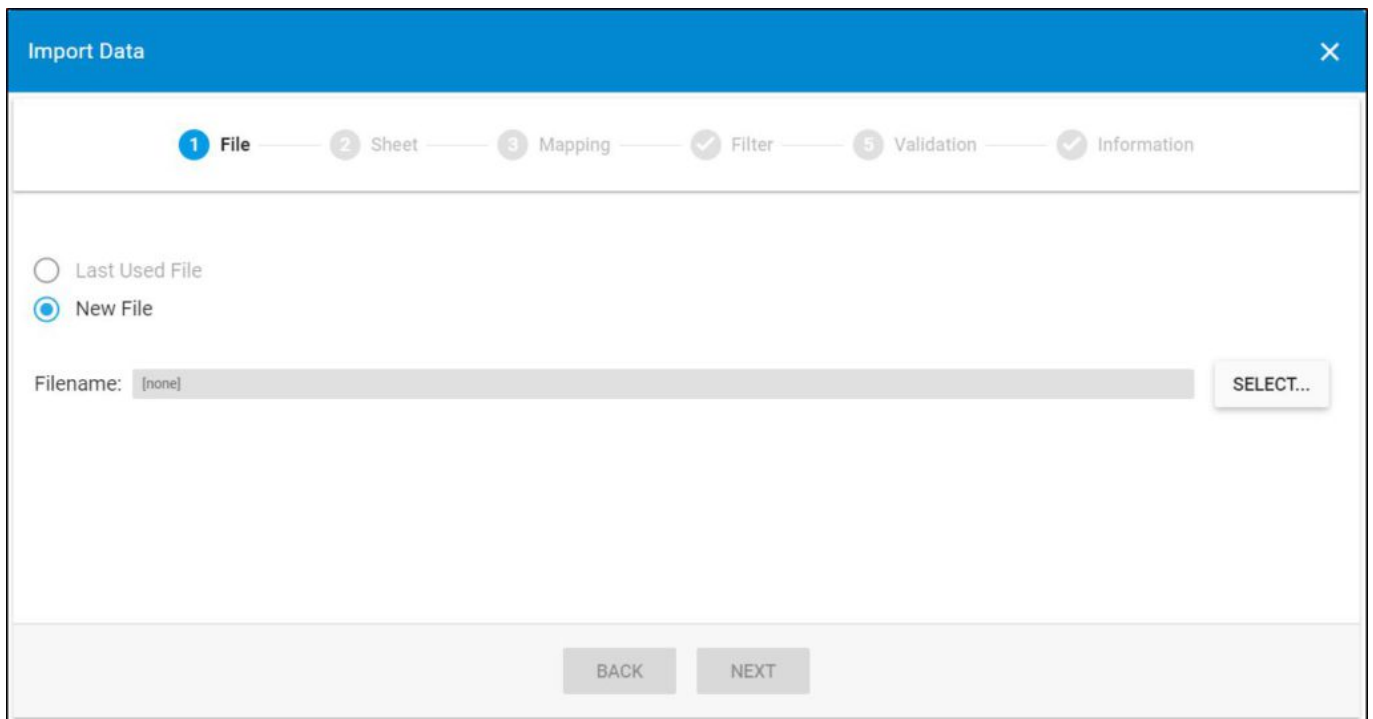 Import Data
1 File 2 Sheet 3 Mapping Filter 5 Validation Information
Last Used File
New File
Filename: [none] SELECT...
BACK NEXT